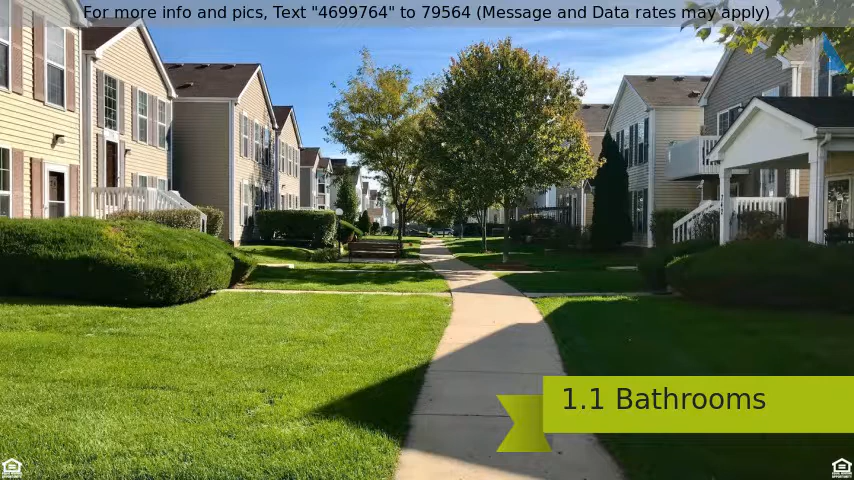 For more info and pics, Text "4699764" to 79564 (Message and Data rates may apply)
1.1 Bathrooms